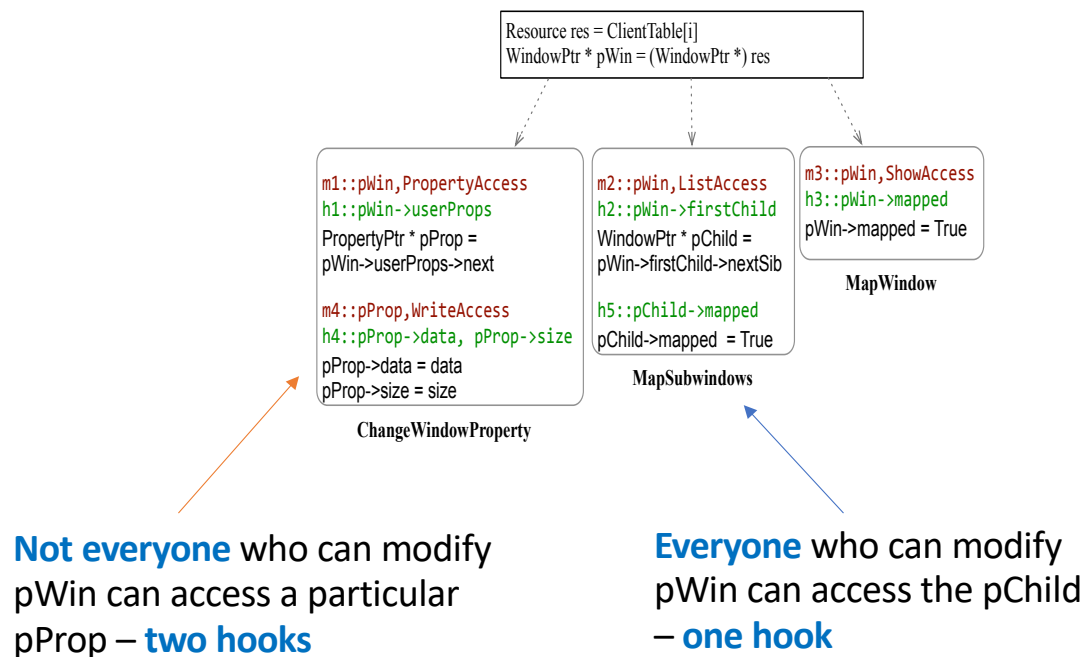 Resource res = ClientTable[i]
WindowPtr * pWin = (WindowPtr *) res
m1::pWin,PropertyAccess
h1::pWin->userProps
PropertyPtr * pProp =
pWin->userProps->next
m4::pProp,WriteAccess
h4::pProp->data, pProp->size
pProp->data = data
pProp->size = size
ChangeWindowProperty
m2::pWin,ListAccess
h2::pWin->firstChild
WindowPtr * pChild =
pWin->firstChild->nextSib
h5::pChild->mapped
pChild->mapped = True
MapSubwindows
m3::pWin,ShowAccess
h3::pWin->mapped
pWin->mapped = True
MapWindow
Not everyone who can modify
pWin can access a particular
pProp – two hooks
Everyone who can modify
pWin can access the pChild
– one hook